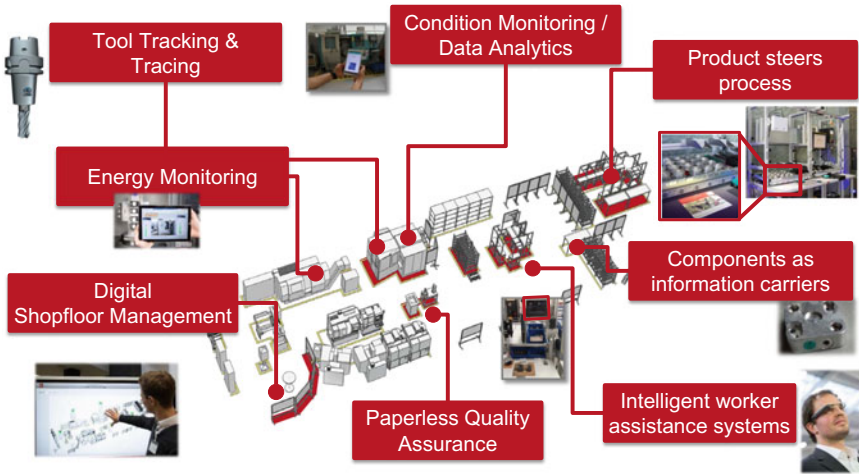 Tool Tracking &
Tracing
Condition Monitoring /
Data Analytics
Product steers
process
Energy Monitoring
Components as
information carriers
Digital
Shopfloor Management
Paperless Quality
Assurance
Intelligent worker
assistance systems